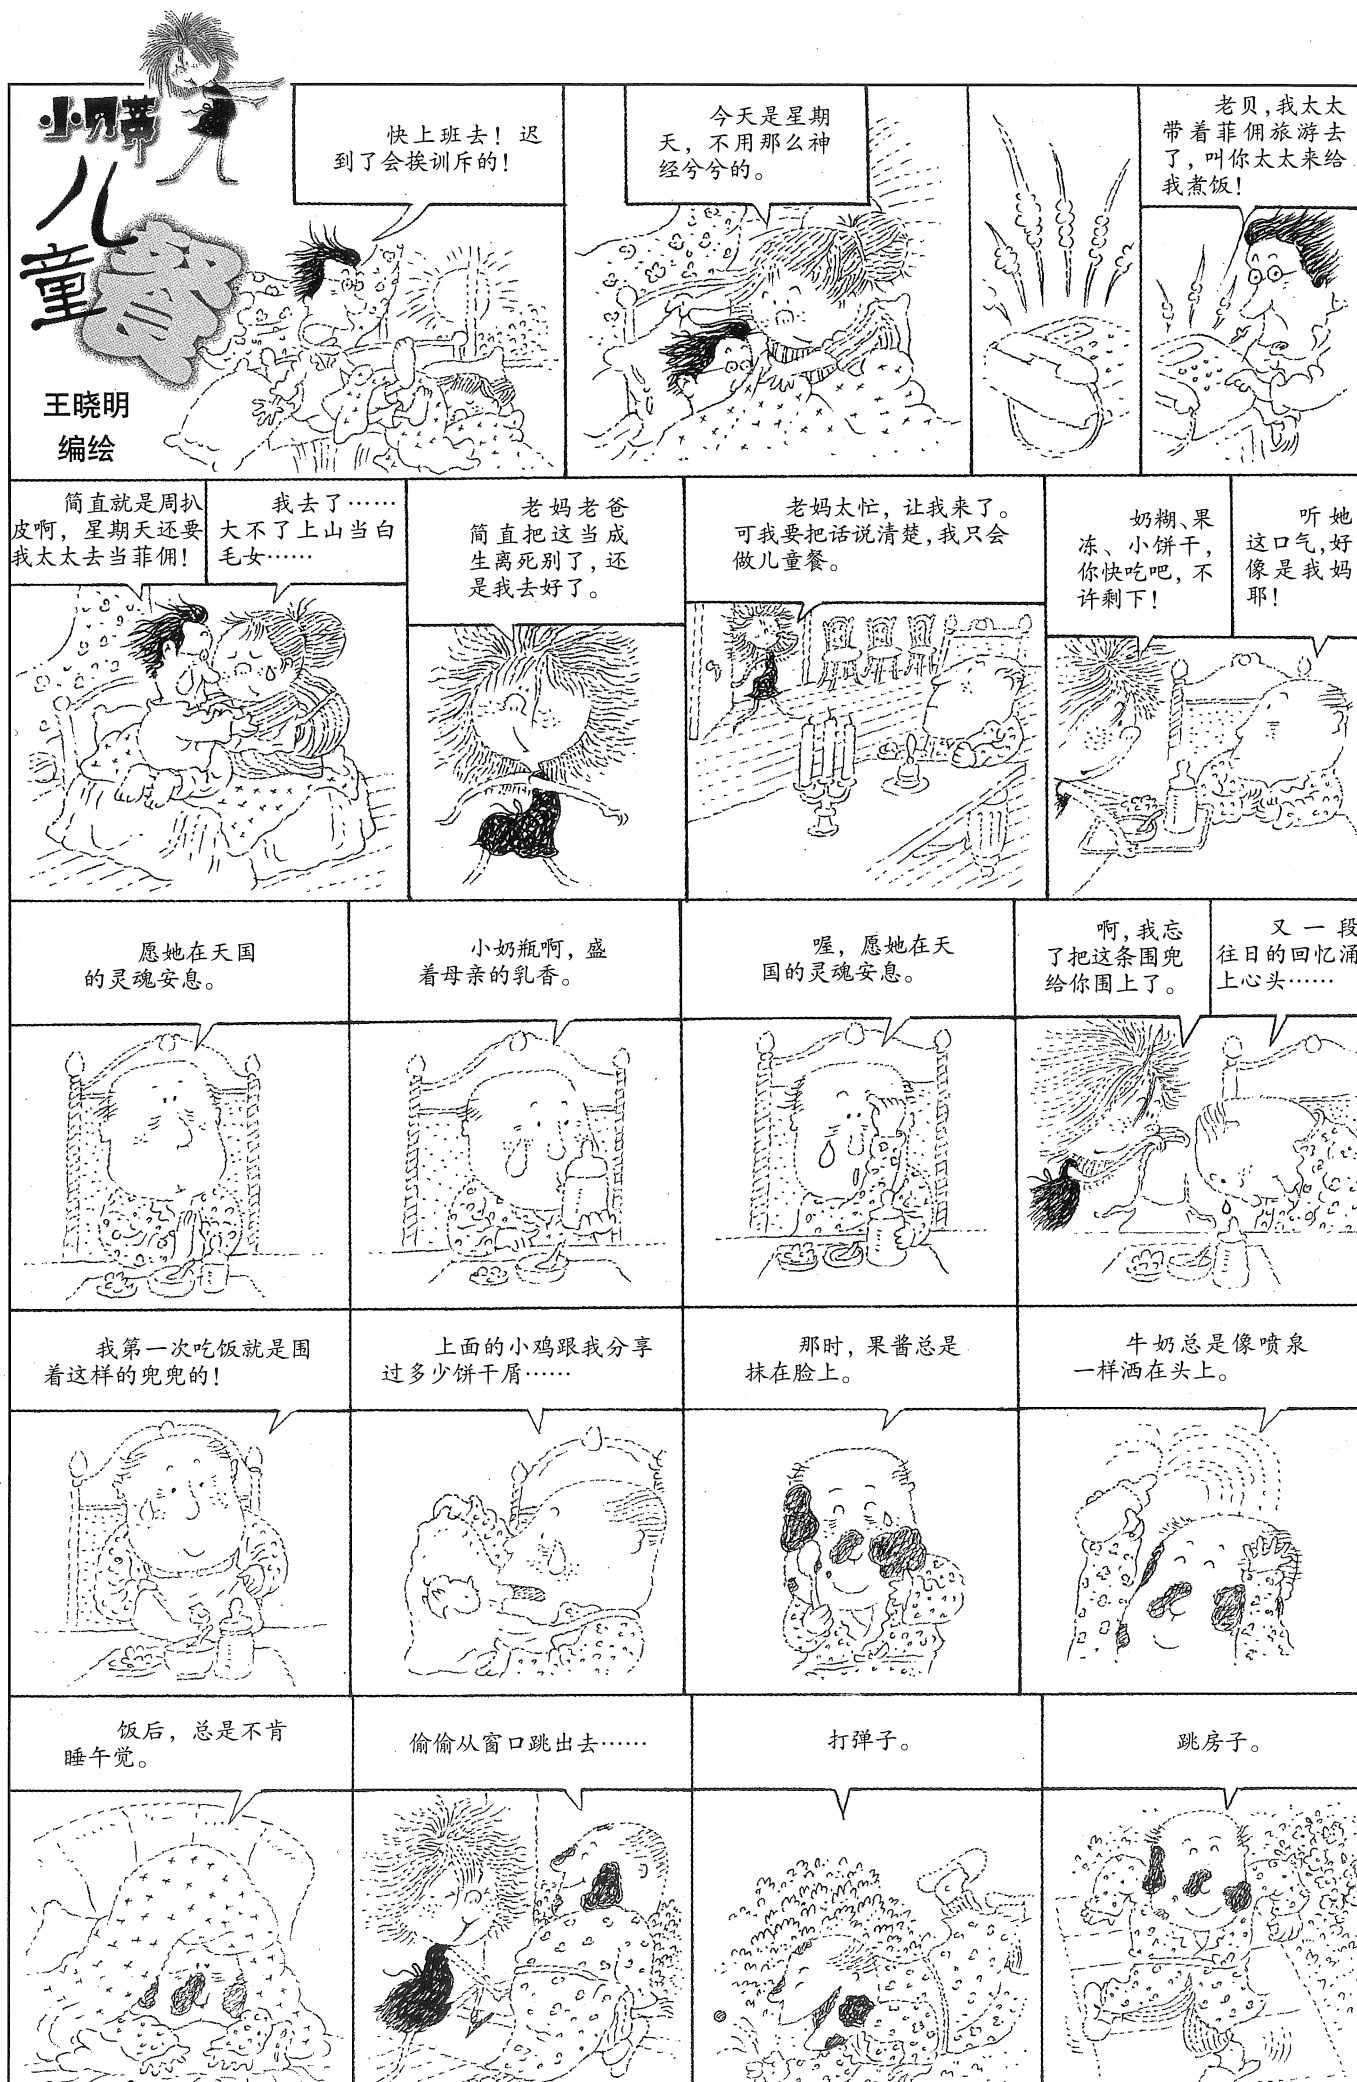 小贝蒂
儿童餐
王晓明
编绘
快上班去！迟
到了会挨训斥的！
今天是星期
天，不用那么神
经兮兮的。
老贝，我太太
带着菲佣旅游去
了，叫你太太来给
我煮饭！
简直就是周扒
皮啊，星期天还要
我太太去当菲佣！
我去了……
大不了上山当白
毛女……
老妈老爸
简直把这当成
生离死别了，还
是我去好了。
老妈太忙，让我来了。
可我要把话说清楚，我只会
做儿童餐。
奶糊、果
冻、小饼干，
你快吃吧，不
许剩下！
听她
这口气，好
像是我妈
耶！
愿她在天国
的灵魂安息。
小奶瓶啊，盛
着母亲的乳香。
喔，愿她在天
国的灵魂安息。
啊，我忘
了把这条围兜
给你围上了。
又一段
往日的回忆涌
上心头……
我第一次吃饭就是围
着这样的兜兜的！
上面的小鸡跟我分享
过多少饼干屑……
那时，果酱总是
抹在脸上。
牛奶总是像喷泉
一样洒在头上。
饭后，总是不肯
睡午觉。
偷偷从窗口跳出去……
打弹子。
跳房子。